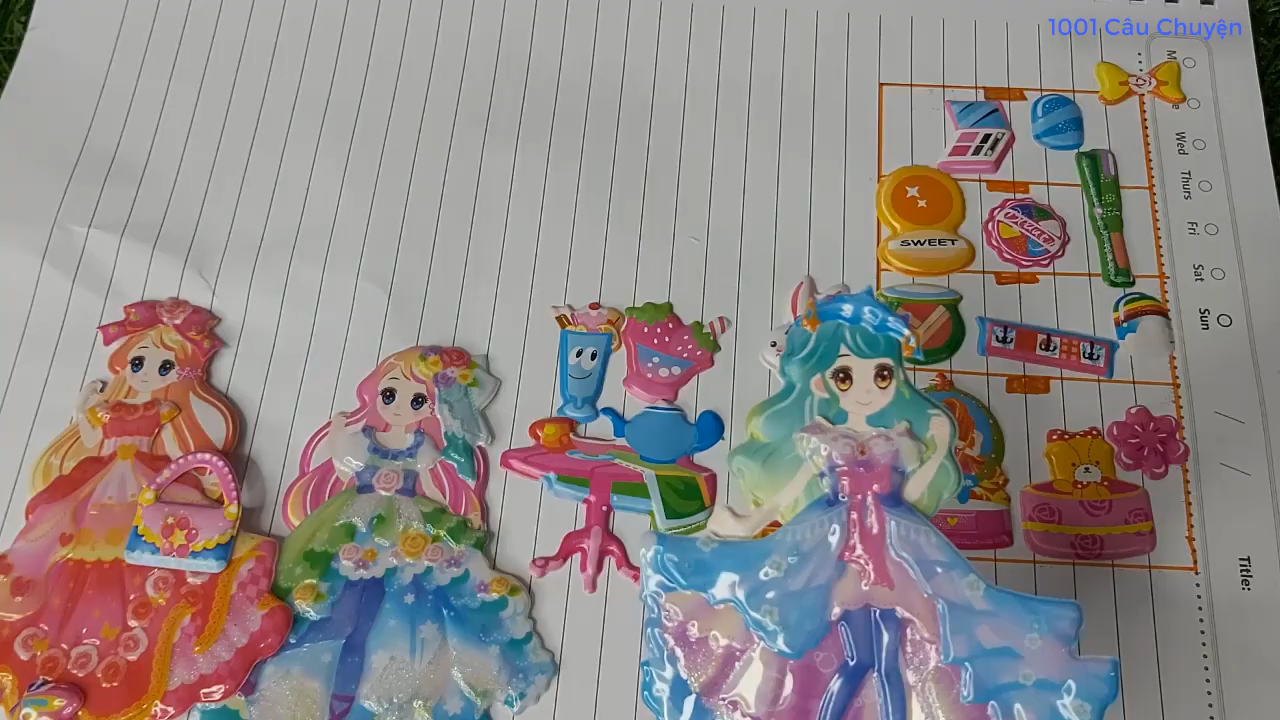 1001 Câu Chuyện
Wed
Thurs
Fri
Sat
Sun
SWEET
Title: